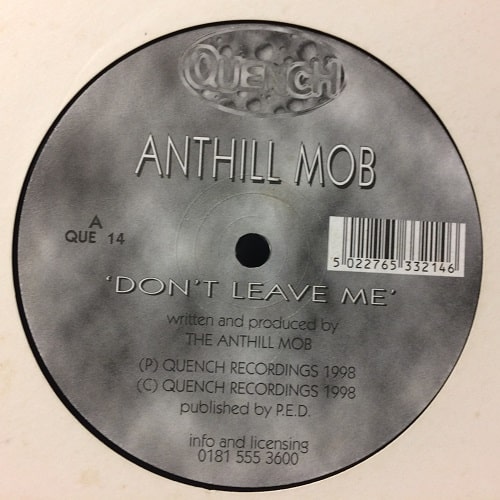 QUENCH
ANTHILL MOB
A
QUE 14
5 022765 332146
'DON'T LEAVE ME'
written and produced by
THE ANTHILL MOB
(P) QUENCH RECORDINGS 1998
(C) QUENCH RECORDINGS 1998
published by P.E.D.
info and licensing
0181 555 3600